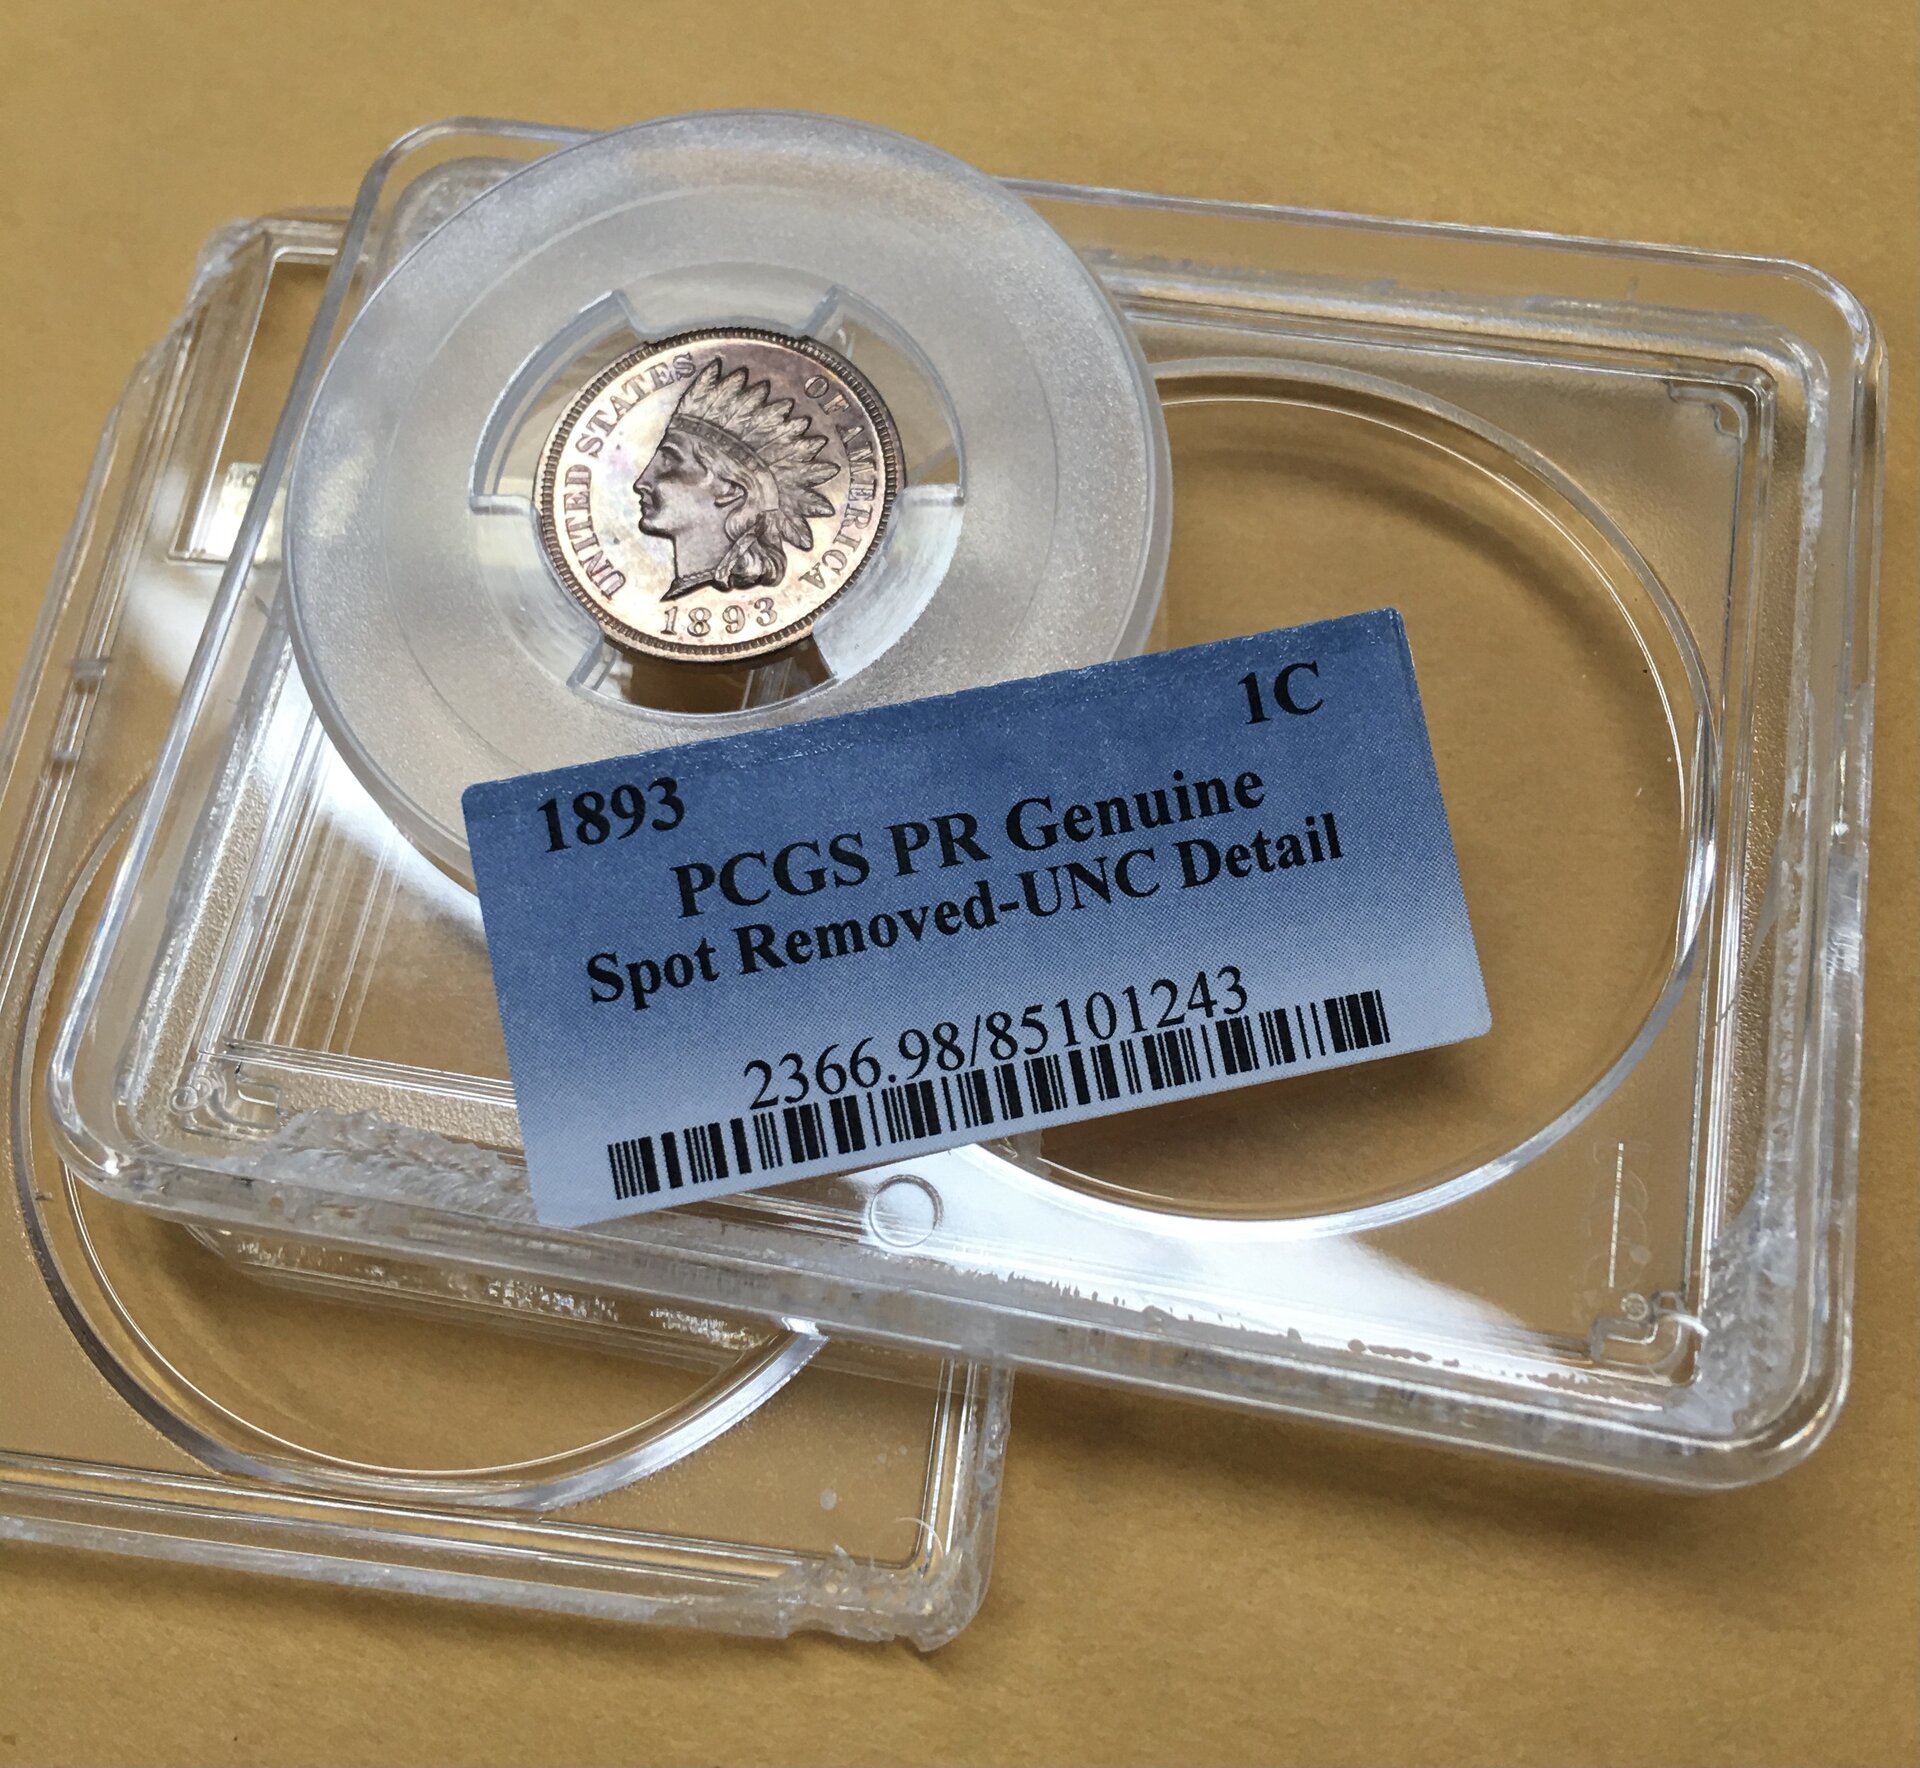 UNITED STATES OF AMERICA
1893
1893 1C
PCGS PR Genuine
Spot Removed-UNC Detail
2366.98/85101243